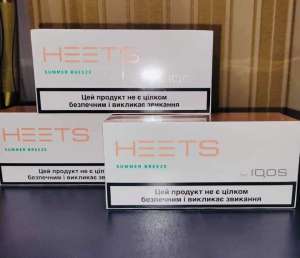 HEETS
SUMMER BREEZE
IQOS
Цей продукт не є цілком
безпечним і викликає звикання
HEETS
SUMMER BREEZE
Цей продукт не є цілком
безпечним і викликає звикання
HEETS
SUMMER BREEZE
IQOS
Цей продукт не є цілком
безпечним і викликає звикання